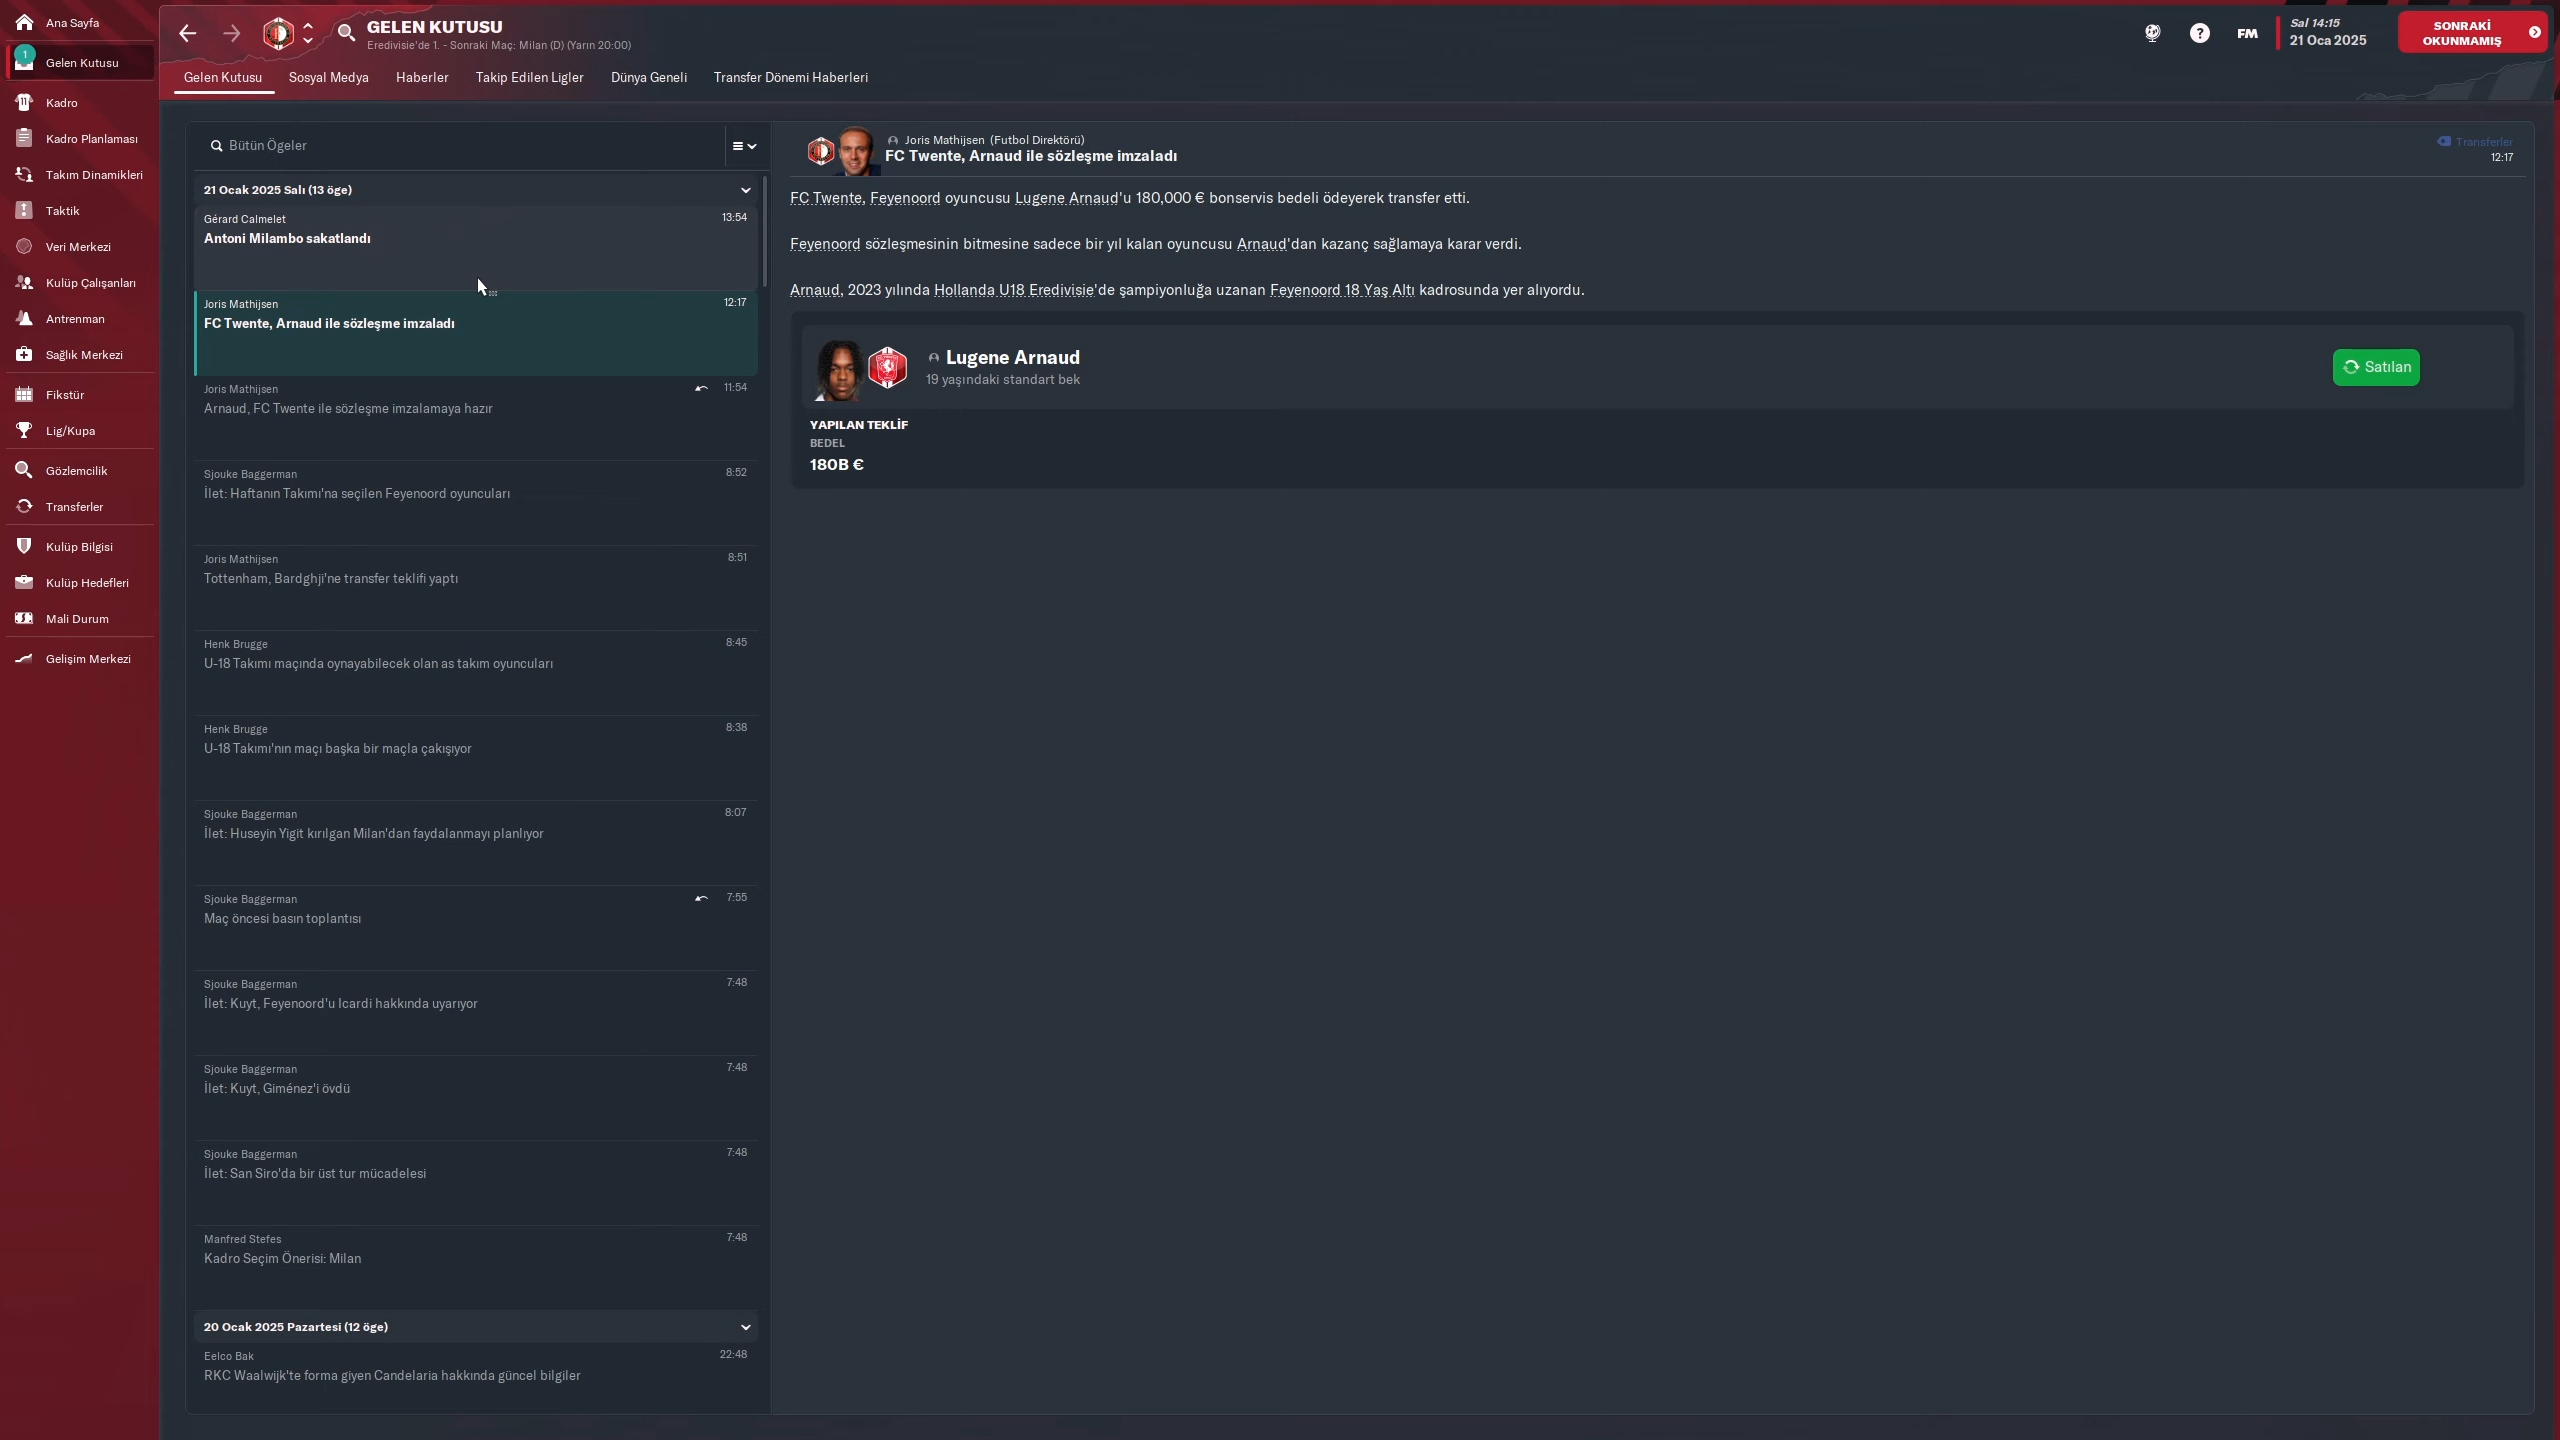 Ana Sayfa
1
Gelen Kutusu
Kadro
Kadro Planlaması
Takım Dinamikleri
Taktik
Veri Merkezi
Kulüp Çalışanları
Antrenman
Sağlık Merkezi
Fikstür
Lig/Kupa
Gözlemcilik
Transferler
Kulüp Bilgisi
Kulüp Hedefleri
Mali Durum
Gelişim Merkezi
GELEN KUTUSU
Eredivisie'de 1. - Sonraki Maç: Milan (D) (Yarın 20:00)
FM
Sal 14:15
21 Oca 2025
SONRAKİ
OKUNMAMIŞ
Gelen Kutusu Sosyal Medya Haberler Takip Edilen Ligler Dünya Geneli Transfer Dönemi Haberleri
Bütün Ögeler
21 Ocak 2025 Salı (13 öge)
Gérard Calmelet 13:54
Antoni Milambo sakatlandı
Joris Mathijsen 12:17
FC Twente, Arnaud ile sözleşme imzaladı
Joris Mathijsen 11:54
Arnaud, FC Twente ile sözleşme imzalamaya hazır
Sjouke Baggerman 8:52
İlet: Haftanın Takımı'na seçilen Feyenoord oyuncuları
Joris Mathijsen 8:51
Tottenham, Bardghji'ne transfer teklifi yaptı
Henk Brugge 8:45
U-18 Takımı maçında oynayabilecek olan as takım oyuncuları
Henk Brugge 8:38
U-18 Takımı'nın maçı başka bir maçla çakışıyor
Sjouke Baggerman 8:07
İlet: Huseyin Yigit kırılgan Milan'dan faydalanmayı planlıyor
Sjouke Baggerman 7:55
Maç öncesi basın toplantısı
Sjouke Baggerman 7:48
İlet: Kuyt, Feyenoord'u Icardi hakkında uyarıyor
Sjouke Baggerman 7:48
İlet: Kuyt, Giménez'i övdü
Sjouke Baggerman 7:48
İlet: San Siro'da bir üst tur mücadelesi
Manfred Stefes 7:48
Kadro Seçim Önerisi: Milan
20 Ocak 2025 Pazartesi (12 öge)
Eelco Bak 22:48
RKC Waalwijk'te forma giyen Candelaria hakkında güncel bilgiler
Joris Mathijsen (Futbol Direktörü)
FC Twente, Arnaud ile sözleşme imzaladı
Transferler
12:17
FC Twente, Feyenoord oyuncusu Lugene Arnaud'u 180,000 € bonservis bedeli ödeyerek transfer etti.
Feyenoord sözleşmesinin bitmesine sadece bir yıl kalan oyuncusu Arnaud'dan kazanç sağlamaya karar verdi.
Arnaud, 2023 yılında Hollanda U18 Eredivisie'de şampiyonluğa uzanan Feyenoord 18 Yaş Altı kadrosunda yer alıyordu.
Lugene Arnaud
19 yaşındaki standart bek
Satılan
YAPILAN TEKLİF
BEDEL
180B €